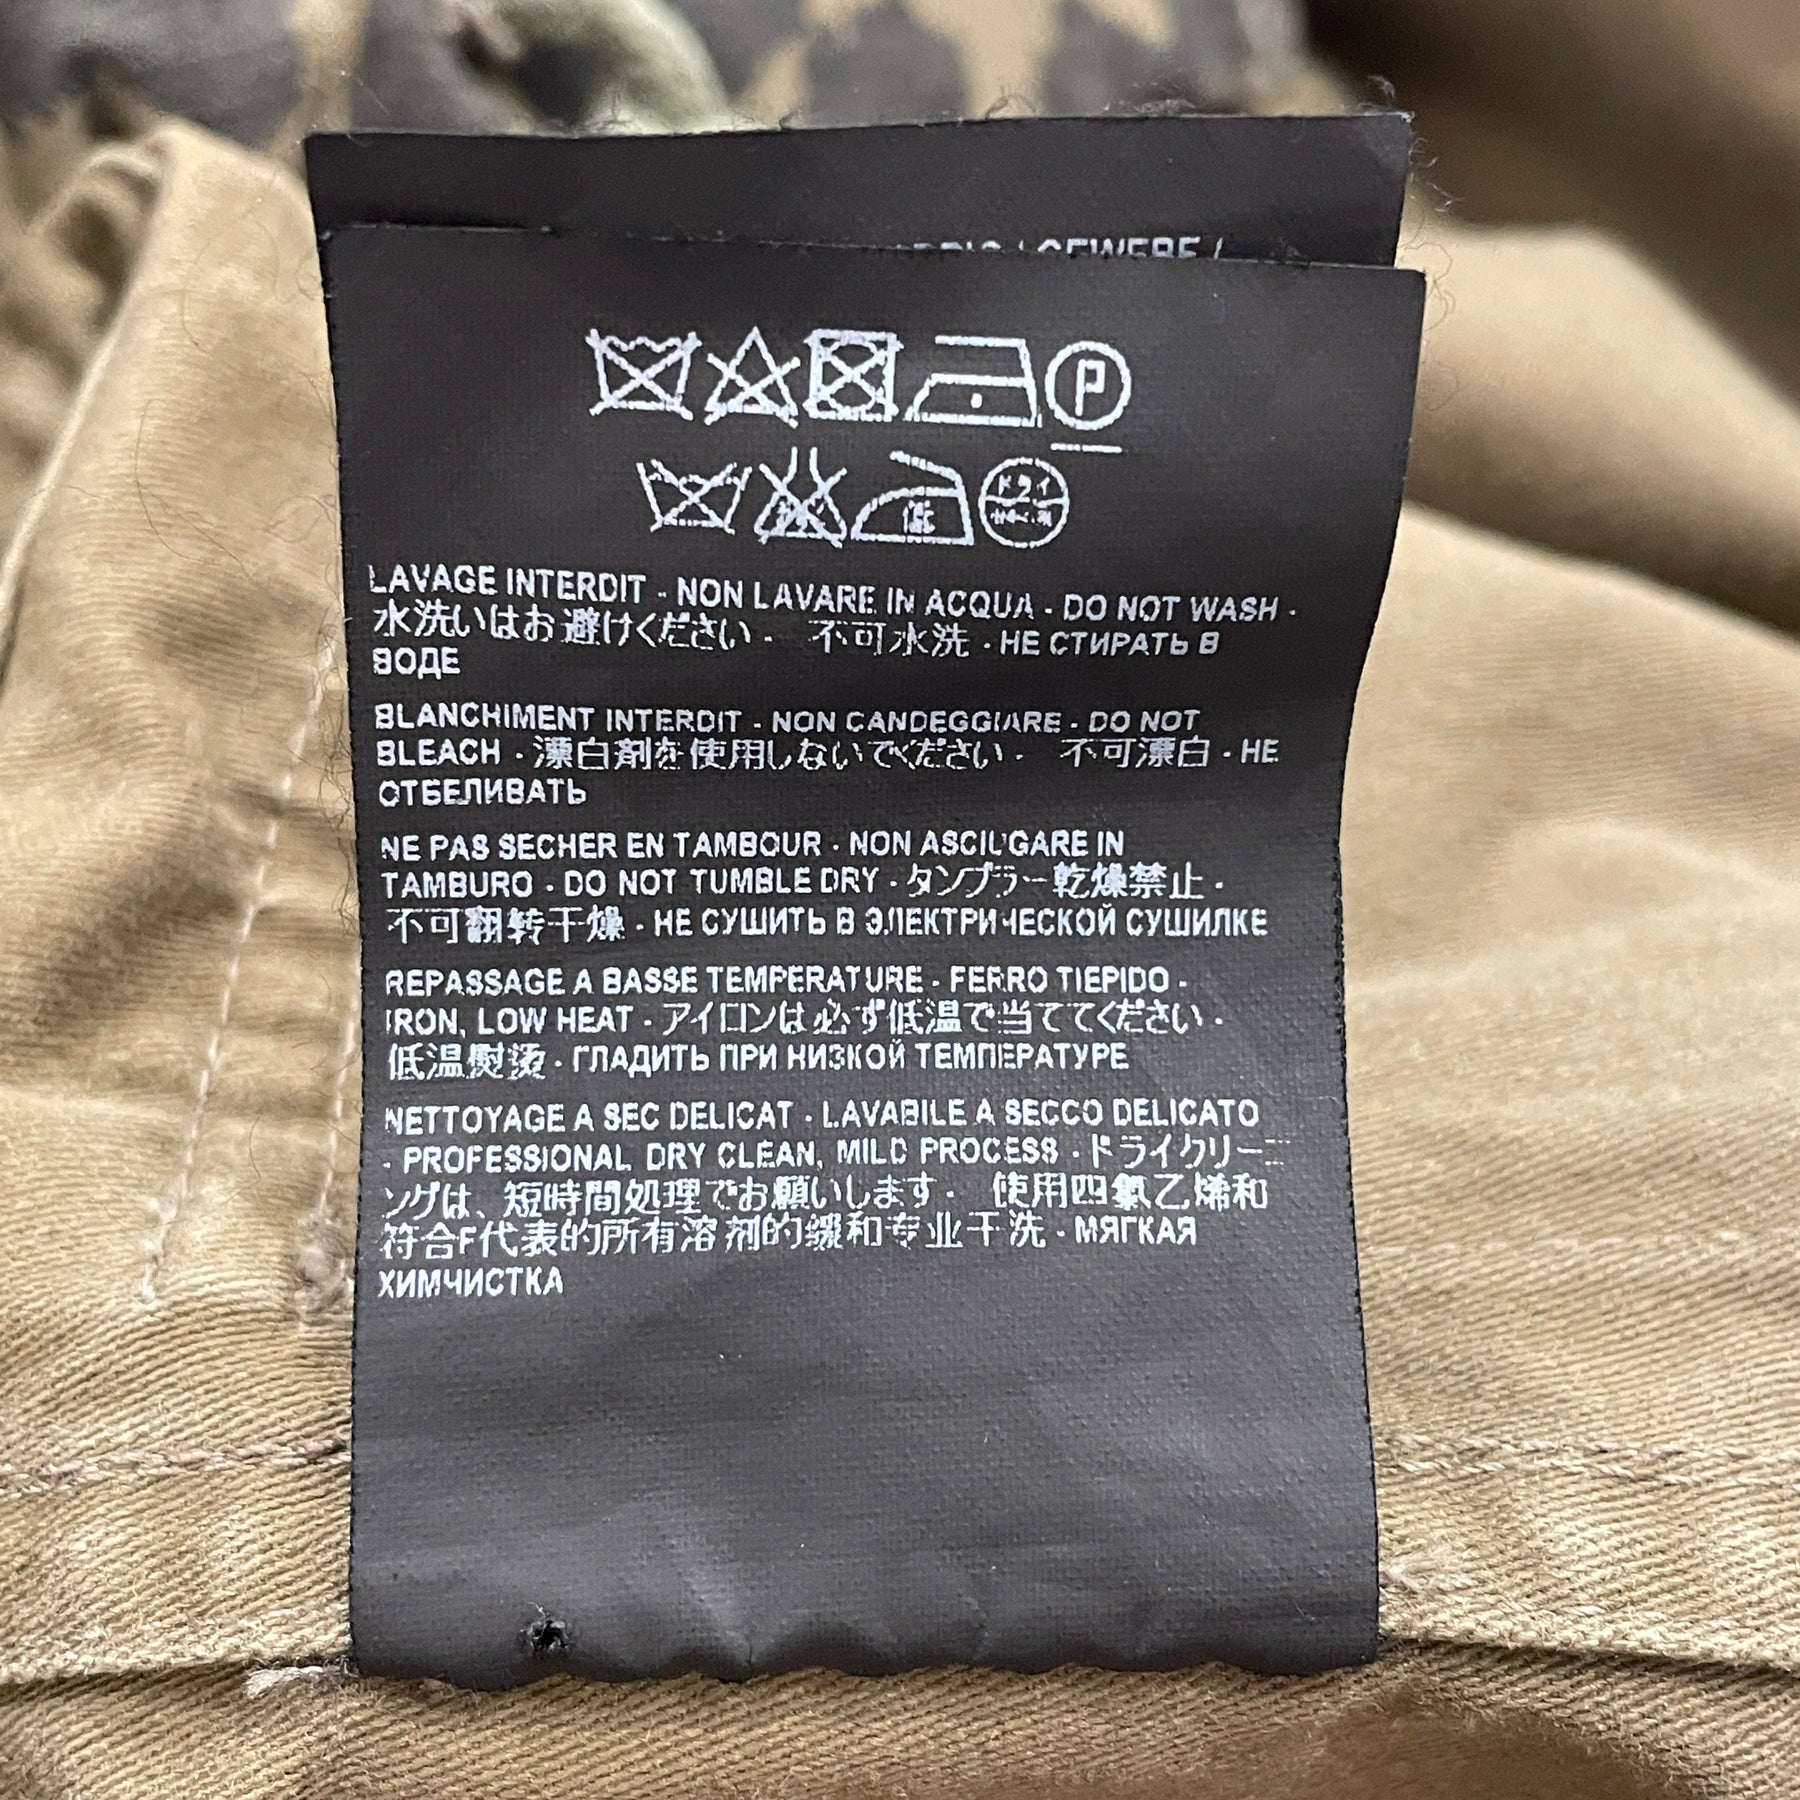 GEWEBE /
P
ドライ
低
LAVAGE INTERDIT - NON LAVARE IN ACQUA - DO NOT WASH -
水洗いはお避けください - 不可水洗 - НЕ СТИРАТЬ В
ВОДЕ
BLANCHIMENT INTERDIT - NON CANDEGGIARE - DO NOT
BLEACH - 漂白剤を使用しないでください - 不可漂白 - НЕ
ОТБЕЛИВАТЬ
NE PAS SECHER EN TAMBOUR - NON ASCIUGARE IN
TAMBURO - DO NOT TUMBLE DRY - タンブラー乾燥禁止 -
不可翻转干燥 - НЕ СУШИТЬ В ЭЛЕКТРИЧЕСКОЙ СУШИЛКЕ
REPASSAGE A BASSE TEMPERATURE - FERRO TIEPIDO -
IRON, LOW HEAT - アイロンは必ず低温で当ててください -
低温熨烫 - ГЛАДИТЬ ПРИ НИЗКОЙ ТЕМПЕРАТУРЕ
NETTOYAGE A SEC DELICAT - LAVABILE A SECCO DELICATO
- PROFESSIONAL DRY CLEAN, MILD PROCESS - ドライクリーニ
ングは、短時間処理でお願いします - 使用四氯乙烯和
符合F代表的所有溶剂的缓和专业干洗 - МЯГКАЯ
ХИМЧИСТКА